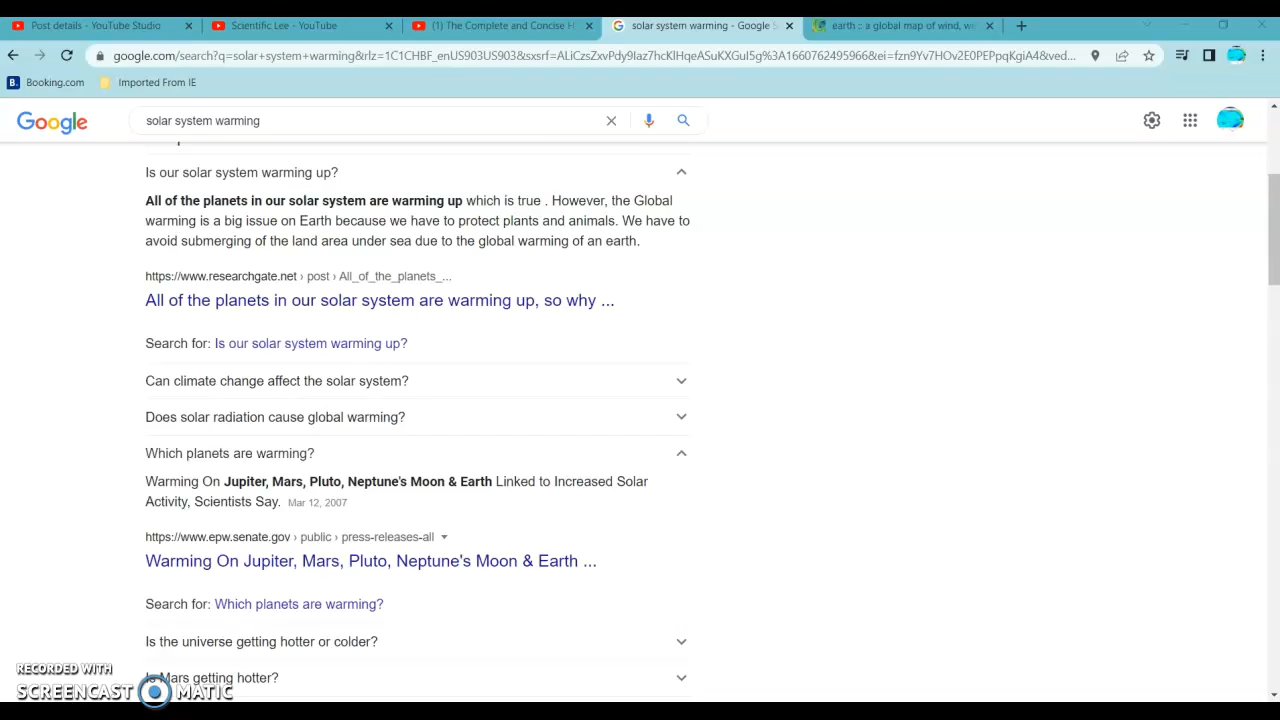 Post details - YouTube Studio
Scientific Lee - YouTube
(1) The Complete and Concise H
solar system warming - Google S
earth :: a global map of wind, we
google.com/search?q=solar+system+warming&rlz=1C1CHBF_enUS903US903&sxsrf=ALiCzsZxvPdy9Iaz7hcKIHqeASuKXGuI5g%3A1660762495966&ei=fzn9Yv7HOv2E0PEPpqKgiA4&ved...
Booking.com
Imported From IE
Google
solar system warming
Is our solar system warming up?
All of the planets in our solar system are warming up which is true . However, the Global
warming is a big issue on Earth because we have to protect plants and animals. We have to
avoid submerging of the land area under sea due to the global warming of an earth.
https://www.researchgate.net › post › All_of_the_planets_...
All of the planets in our solar system are warming up, so why ...
Search for: Is our solar system warming up?
Can climate change affect the solar system?
Does solar radiation cause global warming?
Which planets are warming?
Warming On Jupiter, Mars, Pluto, Neptune's Moon & Earth Linked to Increased Solar
Activity, Scientists Say. Mar 12, 2007
https://www.epw.senate.gov › public › press-releases-all
Warming On Jupiter, Mars, Pluto, Neptune's Moon & Earth ...
Search for: Which planets are warming?
Is the universe getting hotter or colder?
RECORDED WITH
Is Mars getting hotter?
SCREENCAST MATIC